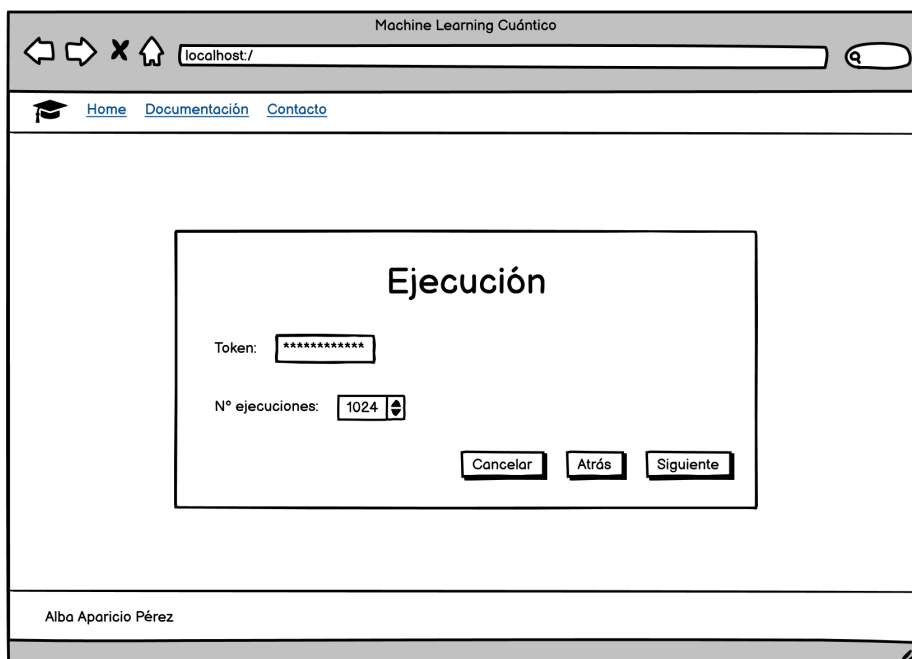 Machine Learning Cuántico
localhost:/
Home Documentación Contacto
Ejecución
Token: ************
Nº ejecuciones: 1024
Cancelar Atrás Siguiente
Alba Aparicio Pérez